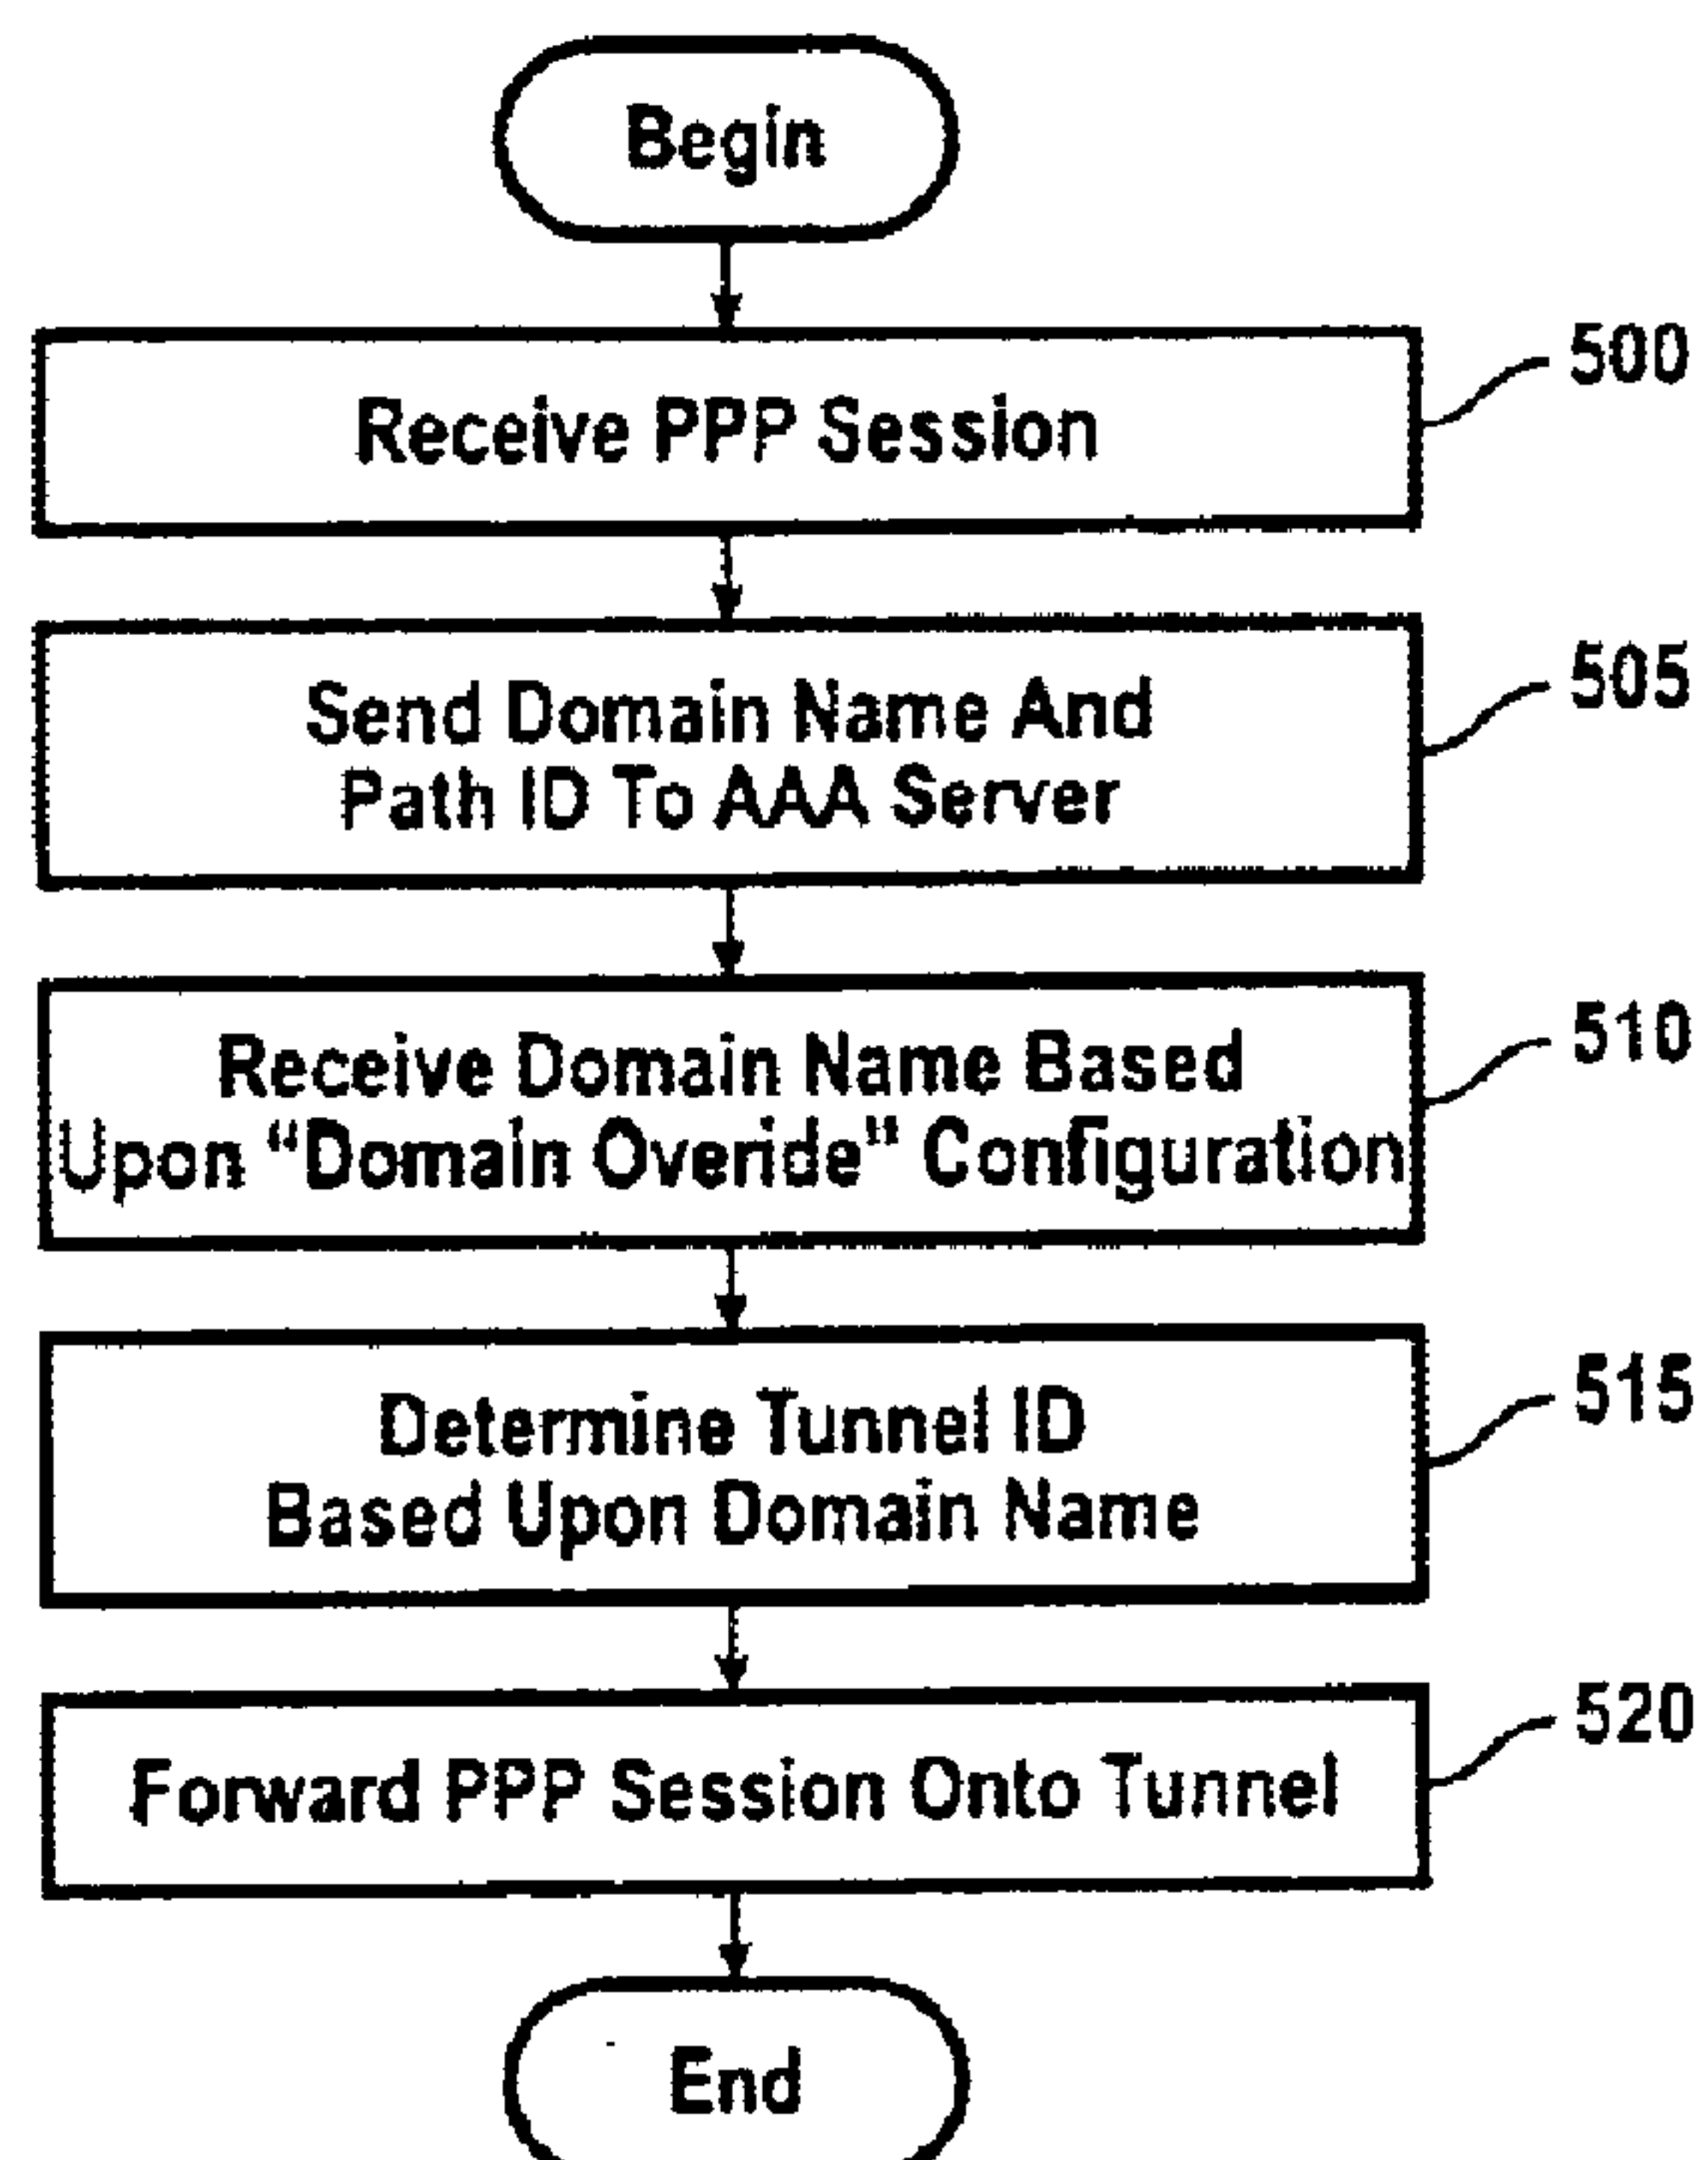 Begin
Receive PPP Session
500
Send Domain Name And
Path ID To AAA Server
505
Receive Domain Name Based
Upon “Domain Overide” Configuration
510
Determine Tunnel ID
Based Upon Domain Name
515
Forward PPP Session Onto Tunnel
520
End